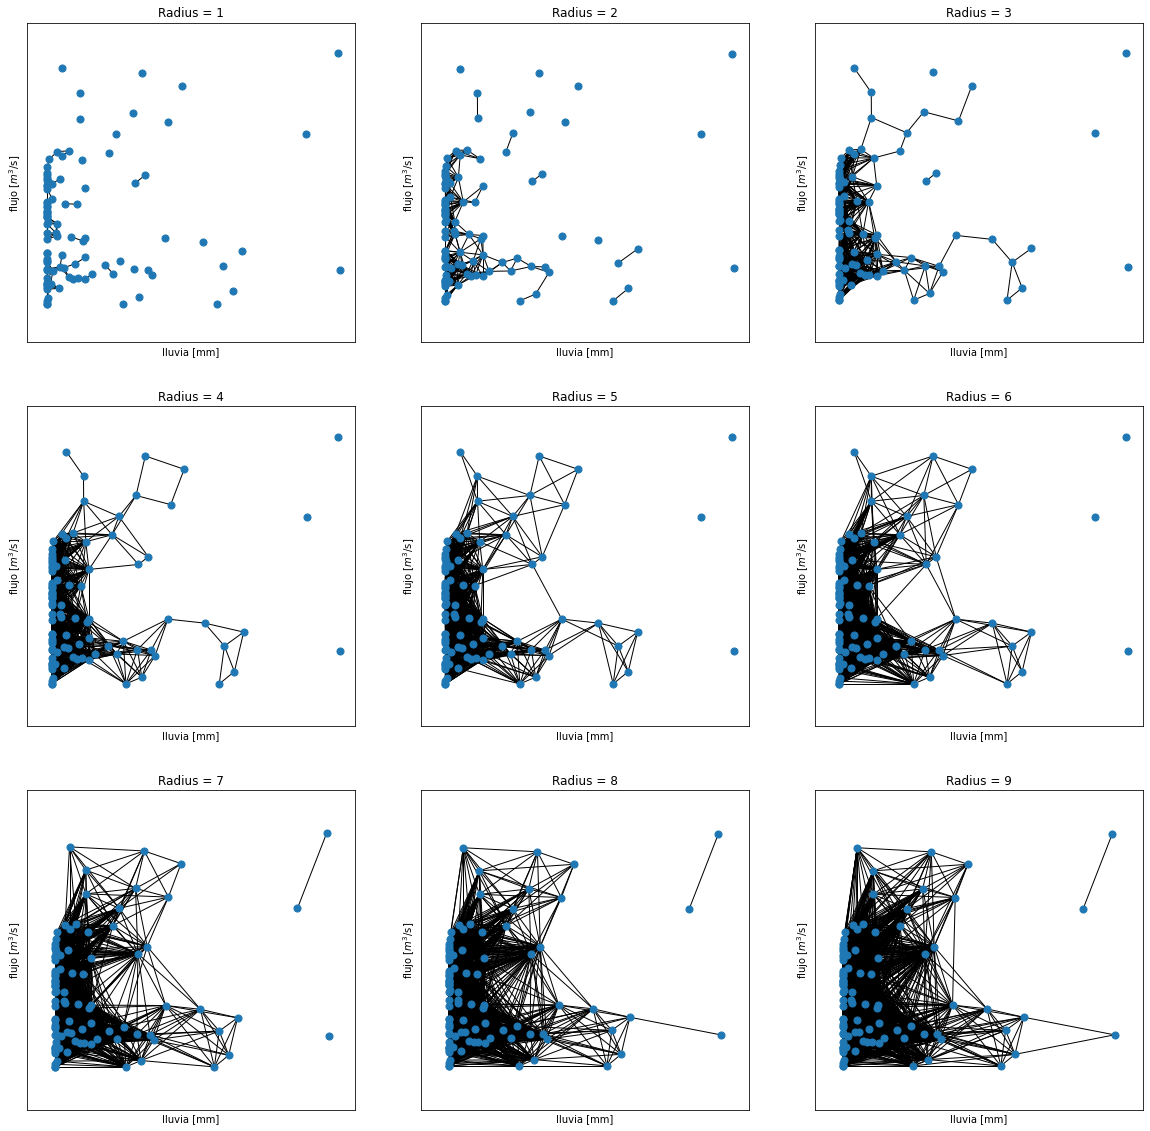 Radius = 1
flujo [m³/s]
lluvia [mm]
Radius = 2
flujo [m³/s]
lluvia [mm]
Radius = 3
flujo [m³/s]
lluvia [mm]
Radius = 4
flujo [m³/s]
lluvia [mm]
Radius = 5
flujo [m³/s]
lluvia [mm]
Radius = 6
flujo [m³/s]
lluvia [mm]
Radius = 7
flujo [m³/s]
lluvia [mm]
Radius = 8
flujo [m³/s]
lluvia [mm]
Radius = 9
flujo [m³/s]
lluvia [mm]